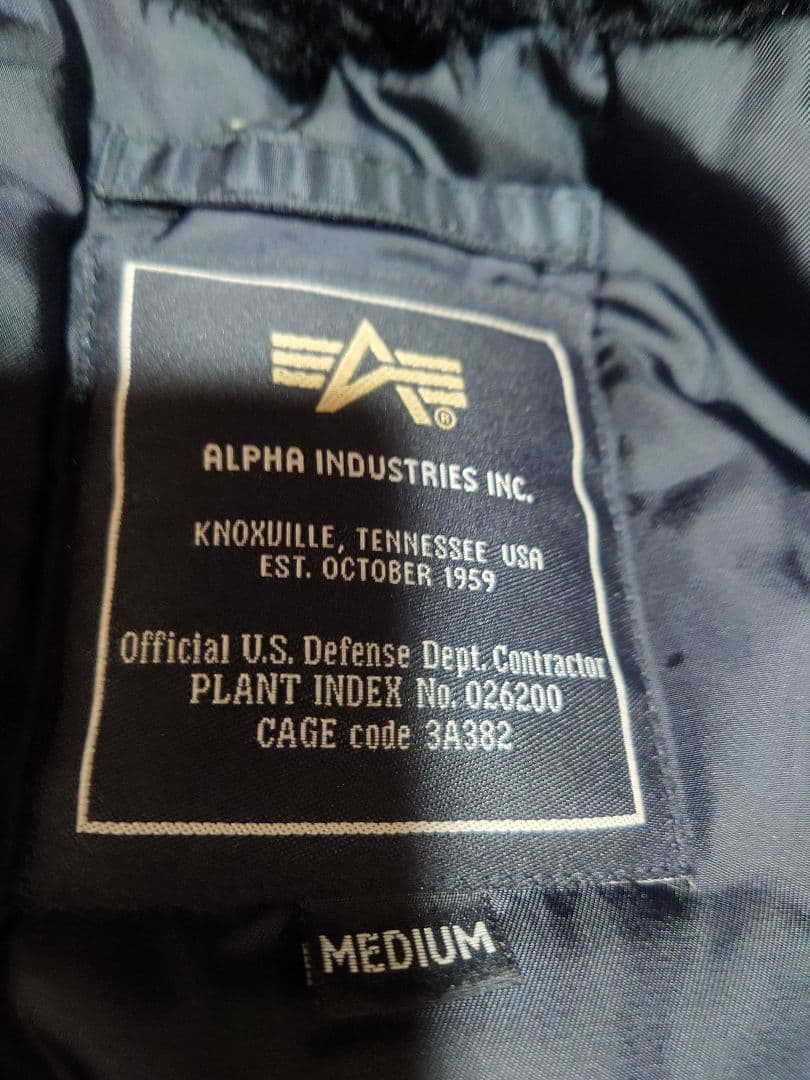 ®
ALPHA INDUSTRIES INC.
KNOXVILLE, TENNESSEE USA
EST. OCTOBER 1959
Official U.S. Defense Dept. Contractor
PLANT INDEX No. 026200
CAGE code 3A382
MEDIUM